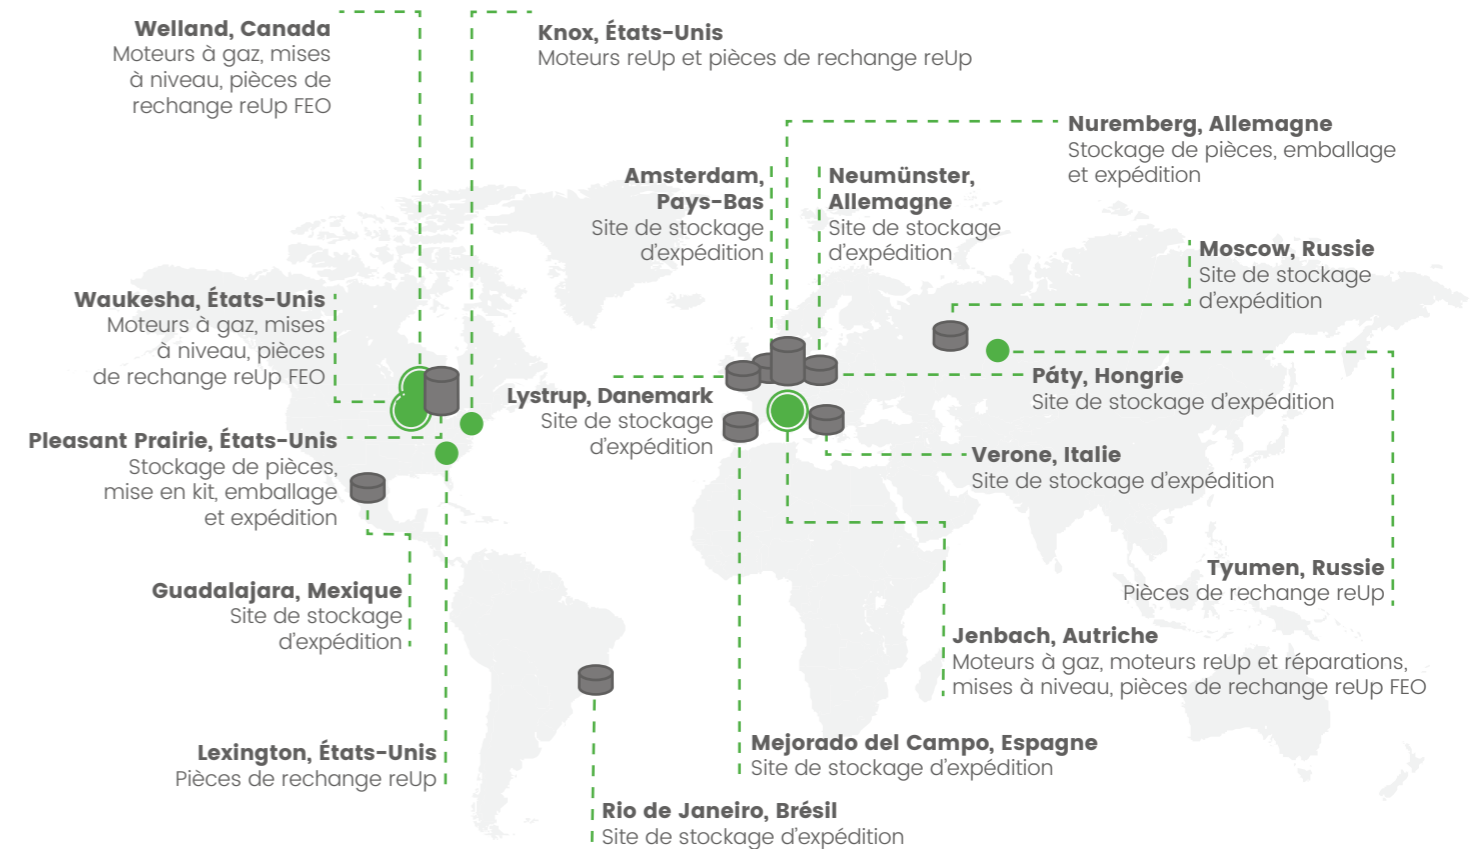 Welland, Canada
Moteurs à gaz, mises
à niveau, pièces de
rechange reUp FEO
Knox, États-Unis
Moteurs reUp et pièces de rechange reUp
Nuremberg, Allemagne
Stockage de pièces, emballage
et expédition
Amsterdam,
Pays-Bas
Site de stockage
d’expédition
Neumünster,
Allemagne
Site de stockage
d’expédition
Moscow, Russie
Site de stockage
d’expédition
Waukesha, États-Unis
Moteurs à gaz, mises
à niveau, pièces
de rechange reUp FEO
Lystrup, Danemark
Site de stockage
d’expédition
Páty, Hongrie
Site de stockage d’expédition
Pleasant Prairie, États-Unis
Stockage de pièces,
mise en kit, emballage
et expédition
Verone, Italie
Site de stockage d’expédition
Guadalajara, Mexique
Site de stockage
d’expédition
Tyumen, Russie
Pièces de rechange reUp
Jenbach, Autriche
Moteurs à gaz, moteurs reUp et réparations,
mises à niveau, pièces de rechange reUp FEO
Lexington, États-Unis
Pièces de rechange reUp
Mejorado del Campo, Espagne
Site de stockage d’expédition
Rio de Janeiro, Brésil
Site de stockage d’expédition